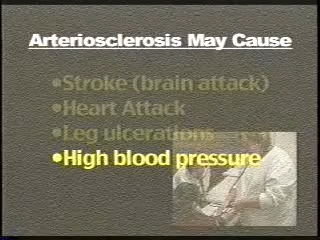 Arteriosclerosis May Cause
•Stroke (brain attack)
•Heart Attack
•Leg ulcerations
•High blood pressure